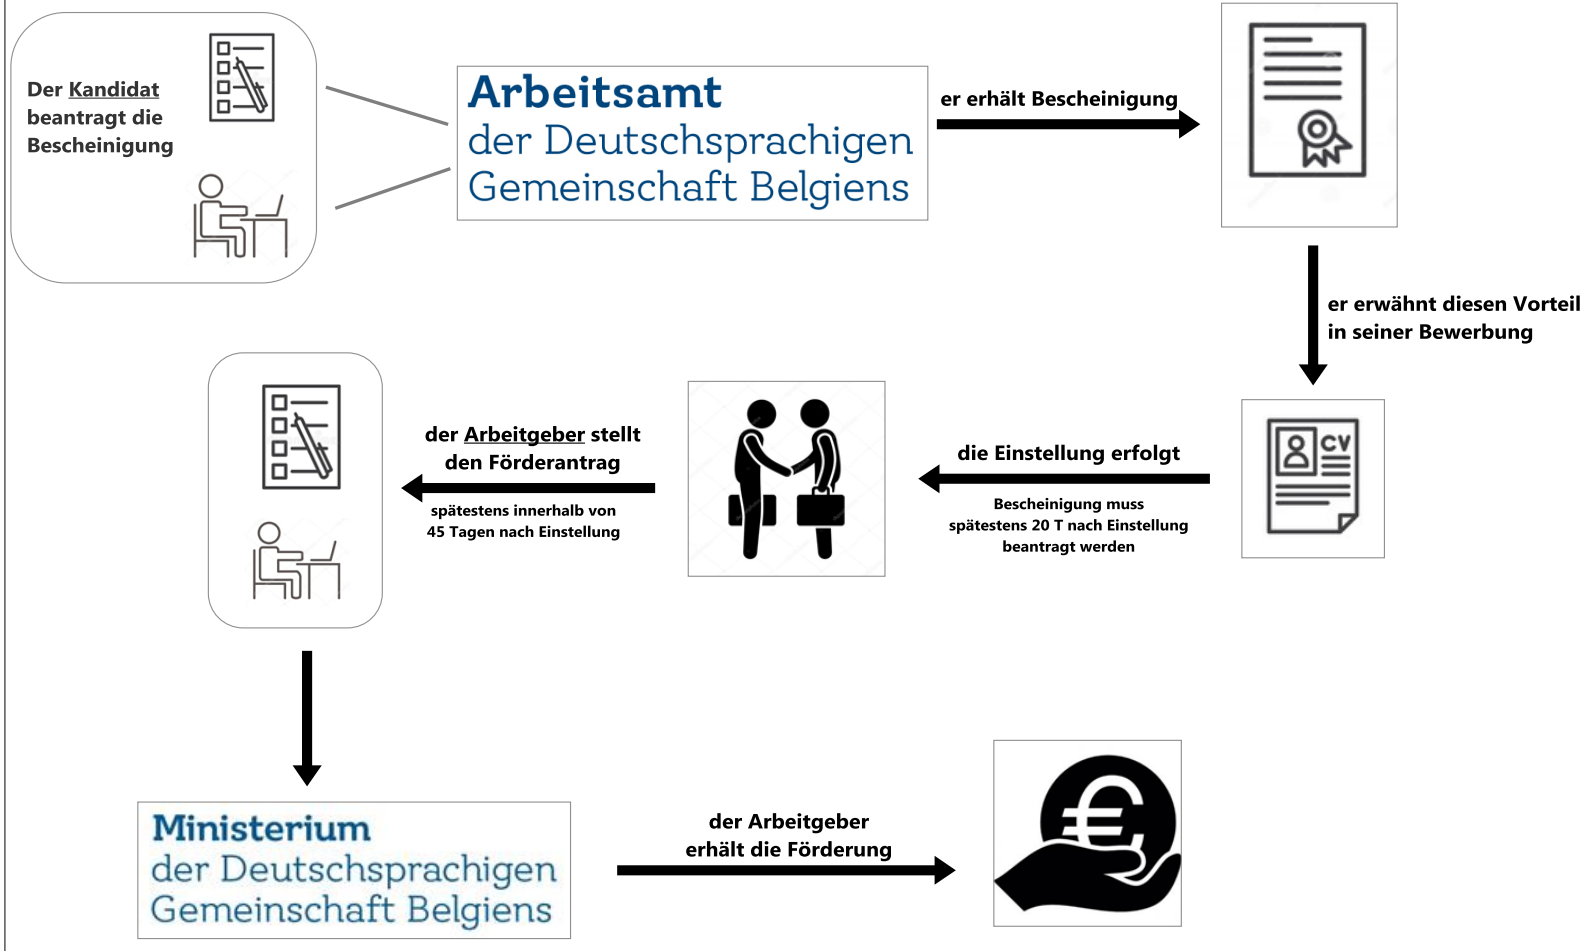 Der Kandidat
beantragt die
Bescheinigung
Arbeitsamt
der Deutschsprachigen
Gemeinschaft Belgiens
er erhält Bescheinigung
er erwähnt diesen Vorteil
in seiner Bewerbung
CV
die Einstellung erfolgt
Bescheinigung muss
spätestens 20 T nach Einstellung
beantragt werden
der Arbeitgeber stellt
den Förderantrag
spätestens innerhalb von
45 Tagen nach Einstellung
Ministerium
der Deutschsprachigen
Gemeinschaft Belgiens
der Arbeitgeber
erhält die Förderung
€